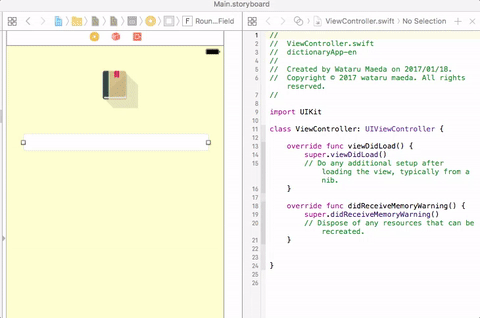 Main.storyboard
F Roun...Field
ViewController.swift
No Selection
1 //
2 //  ViewController.swift
3 //  dictionaryApp-en
4 //
5 //  Created by Wataru Maeda on 2017/01/18.
6 //  Copyright © 2017 wataru maeda. All rights
reserved.
7 //
8
9 import UIKit
10
11 class ViewController: UIViewController {
12
13     override func viewDidLoad() {
14         super.viewDidLoad()
15         // Do any additional setup after
loading the view, typically from a
nib.
16     }
17
18     override func didReceiveMemoryWarning() {
19         super.didReceiveMemoryWarning()
20         // Dispose of any resources that can be
recreated.
21     }
22
23
24 }
25
26